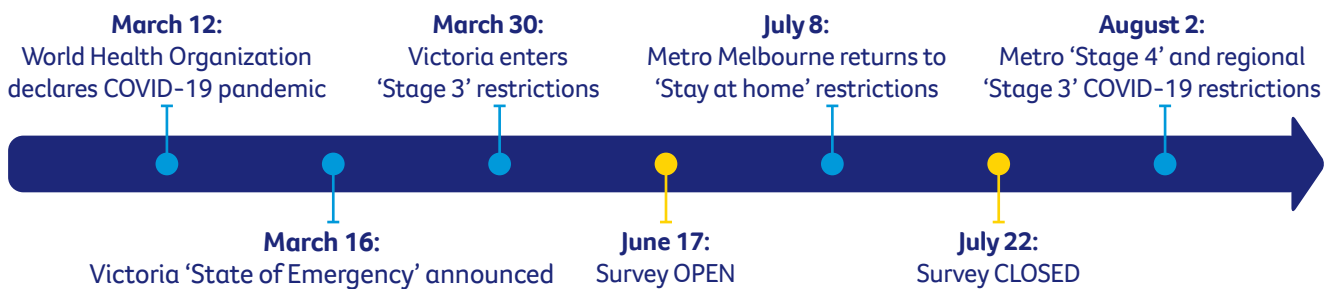 March 12:
World Health Organization
declares COVID-19 pandemic
March 16:
Victoria ‘State of Emergency’ announced
March 30:
Victoria enters
‘Stage 3’ restrictions
June 17:
Survey OPEN
July 8:
Metro Melbourne returns to
‘Stay at home’ restrictions
July 22:
Survey CLOSED
August 2:
Metro ‘Stage 4’ and regional
‘Stage 3’ COVID-19 restrictions